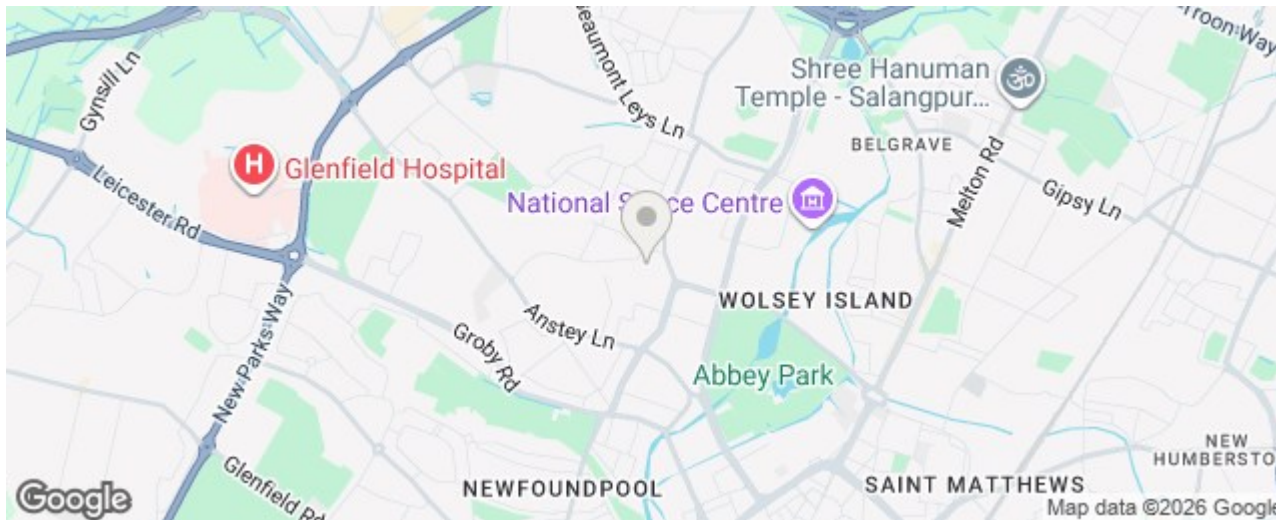 Beaumont Leys Ln
Shree Hanuman
Temple - Salangpur...
Gynsill Ln
BELGRAVE
H
Glenfield Hospital
Leicester Rd
National S ce Centre
Melton Rd
Gipsy Ln
WOLSEY ISLAND
New Parks Way
Anstey Ln
Groby Rd
Abbey Park
NEW
HUMBERSTO
Glenfield Rd
NEWFOUNDPOOL
SAINT MATTHEWS
Google
Map data ©2026 Google